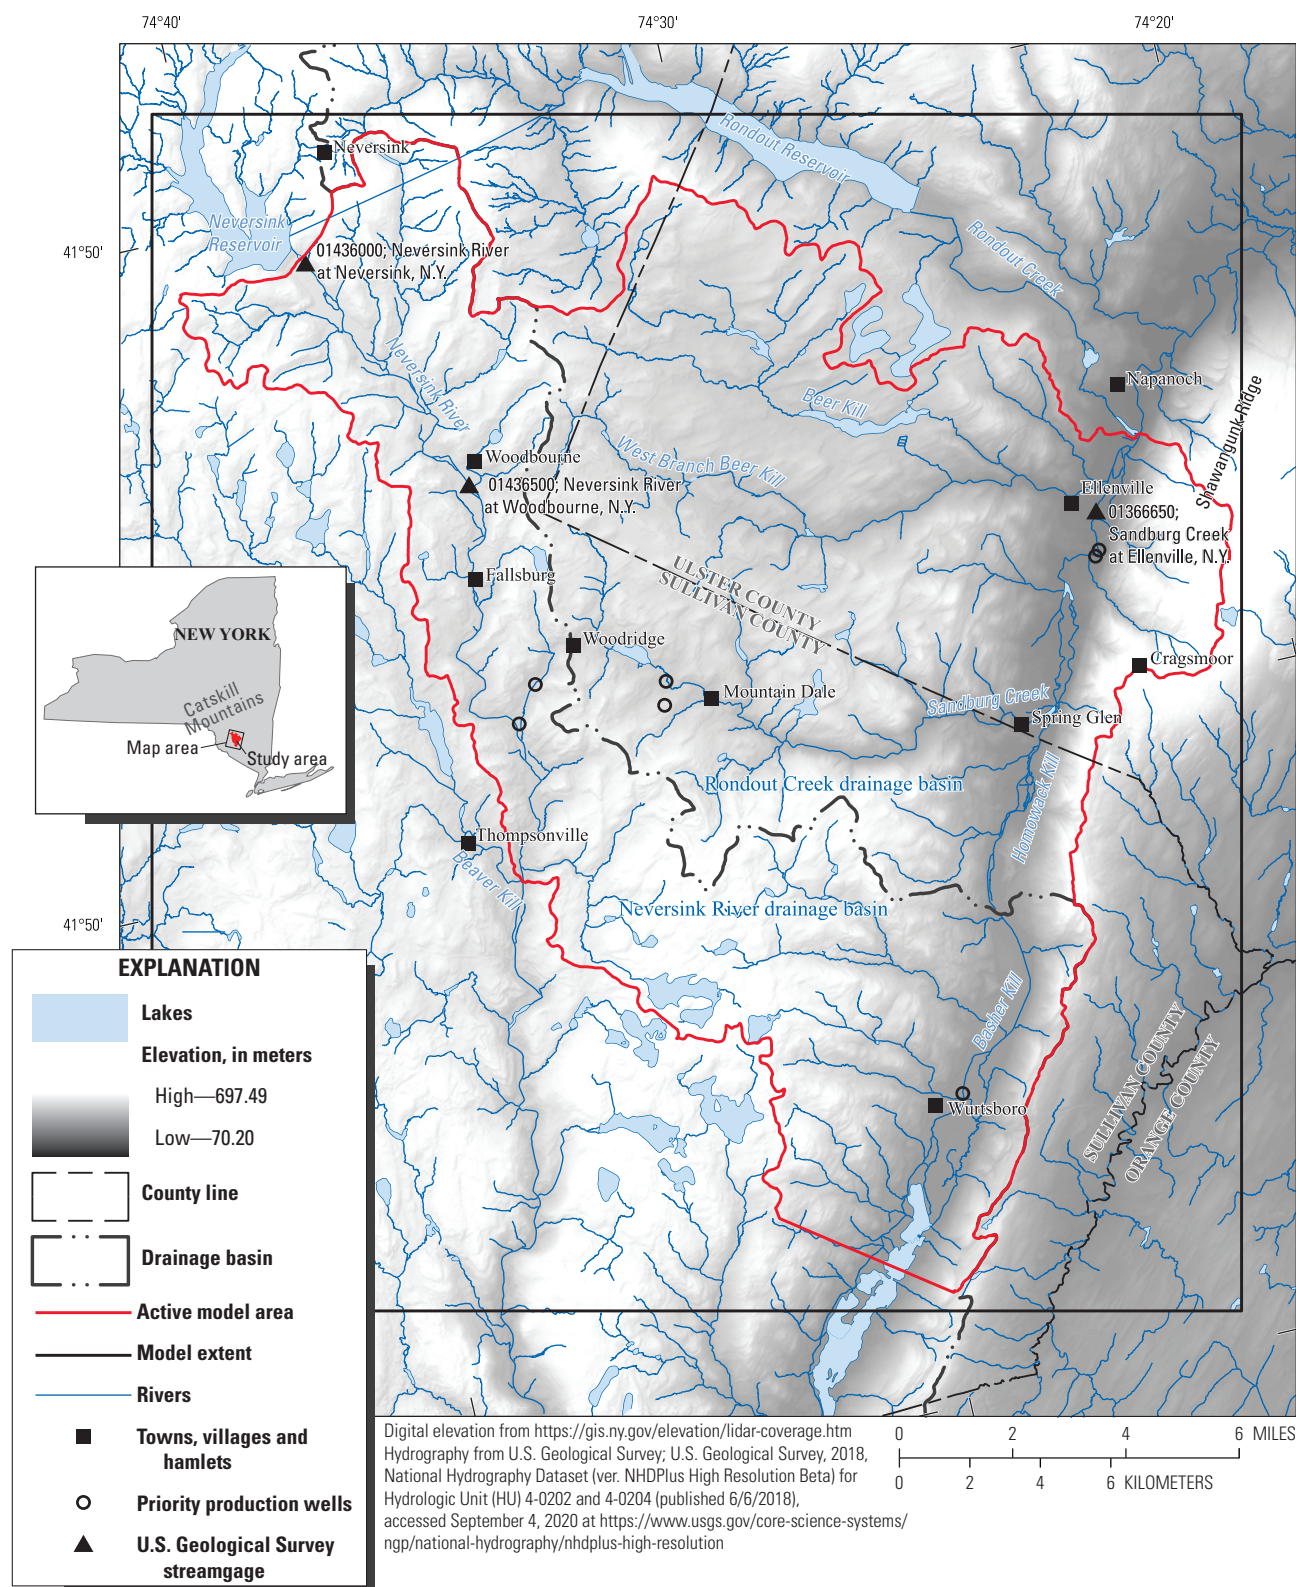 74°40'
74°30'
74°20'
Rondout Reservoir
Neversink
Neversink
Reservoir
Rondout Creek
41°50'
01436000; Neversink River
at Neversink, N.Y.
Neversink River
Napanoch
Shawangunk Ridge
Beer Kill
West Branch Beer Kill
Woodbourne
01436500; Neversink River
at Woodbourne, N.Y.
Ellenville
01366650;
Sandburg Creek
at Ellenville, N.Y.
ULSTER COUNTY
SULLIVAN COUNTY
Fallsburg
Woodridge
Cragsmoor
Mountain Dale
Sandburg Creek
Spring Glen
NEW YORK
Catskill
Mountains
Map area
Study area
Rondout Creek drainage basin
Homowack Kill
Thompsonville
Beaver Kill
Neversink River drainage basin
41°50'
Basher Kill
SULLIVAN COUNTY
ORANGE COUNTY
Wurtsboro
EXPLANATION
Lakes
Elevation, in meters
High—697.49
Low—70.20
County line
Drainage basin
Active model area
Model extent
Rivers
Towns, villages and
hamlets
Priority production wells
U.S. Geological Survey
streamgage
Digital elevation from https://gis.ny.gov/elevation/lidar-coverage.htm
Hydrography from U.S. Geological Survey; U.S. Geological Survey, 2018,
National Hydrography Dataset (ver. NHDPlus High Resolution Beta) for
Hydrologic Unit (HU) 4-0202 and 4-0204 (published 6/6/2018),
accessed September 4, 2020 at https://www.usgs.gov/core-science-systems/
ngp/national-hydrography/nhdplus-high-resolution
0 2 4 6 MILES
0 2 4 6 KILOMETERS